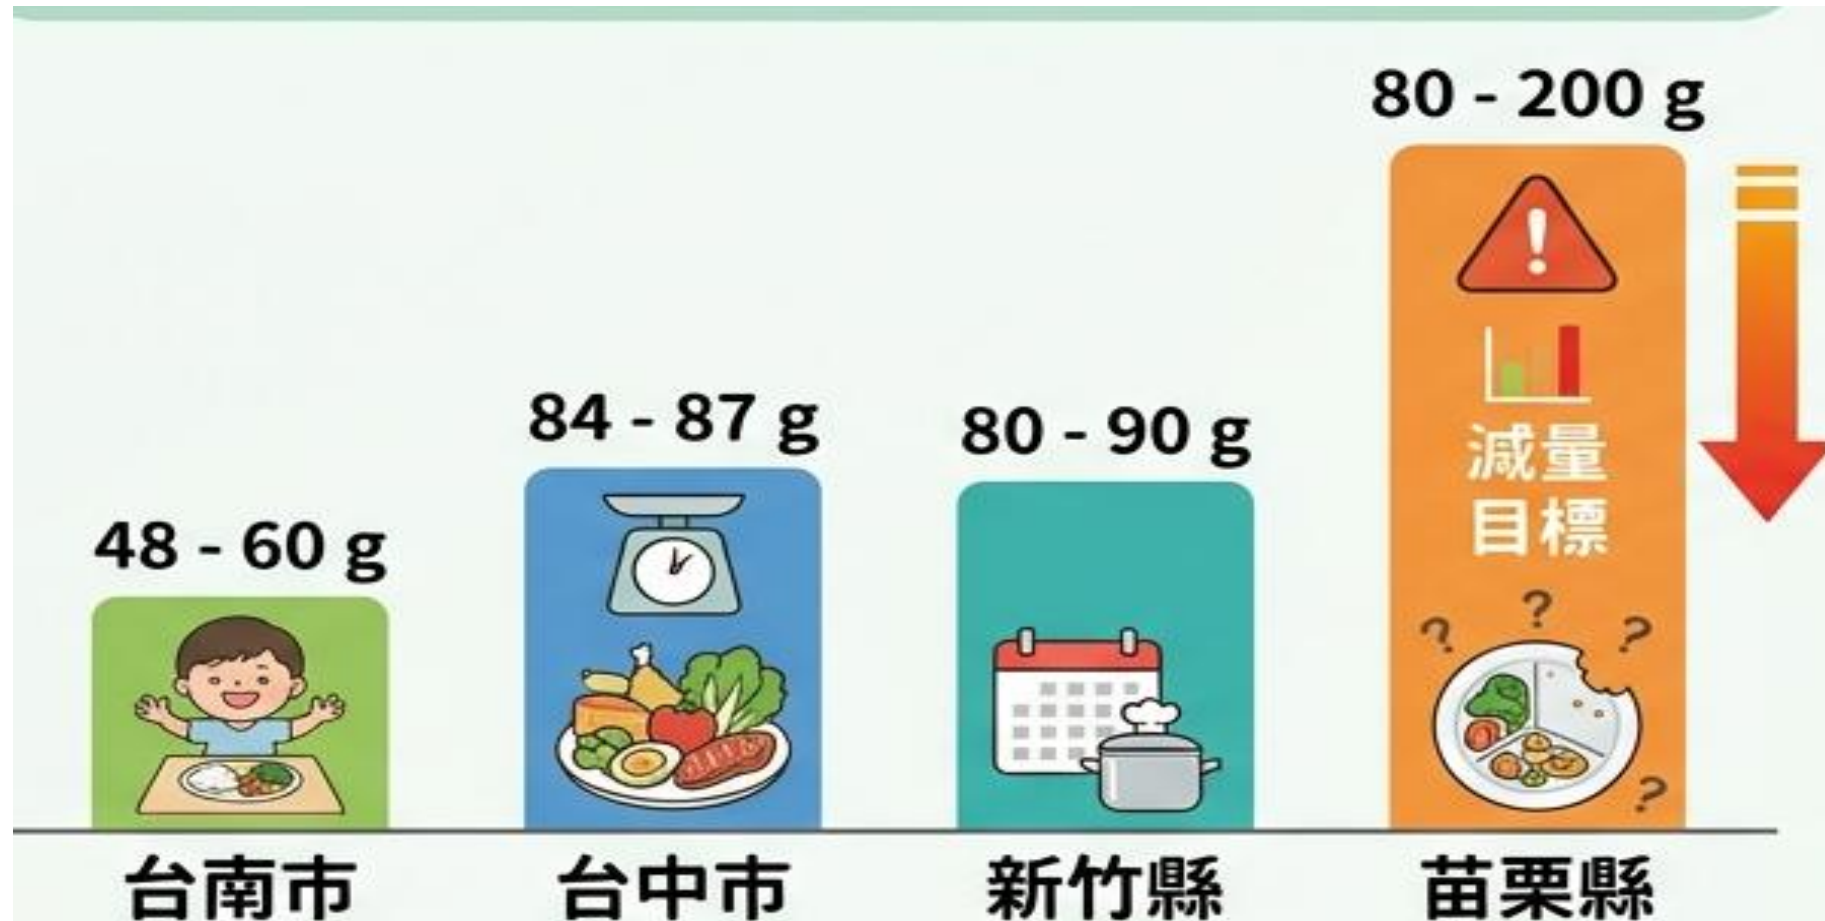 80 - 200 g
84 - 87 g
80 - 90 g
48 - 60 g
減量
目標
台南市
台中市
新竹縣
苗栗縣